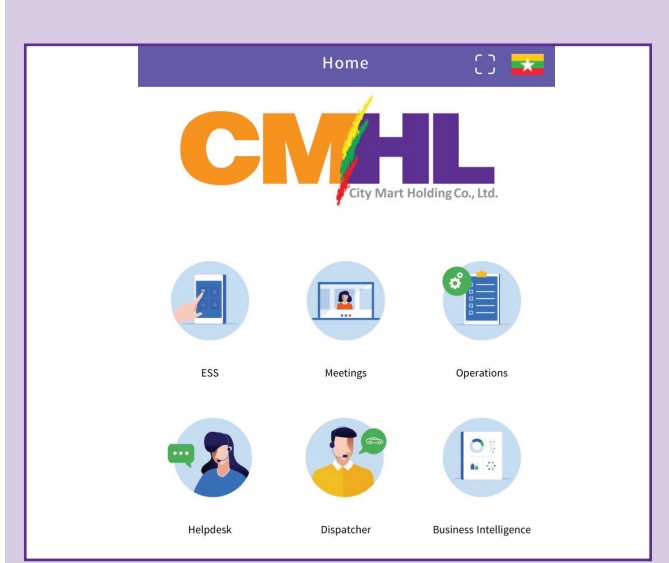 Home
CMHL
City Mart Holding Co., Ltd.
ESS
Meetings
Operations
Helpdesk
Dispatcher
Business Intelligence